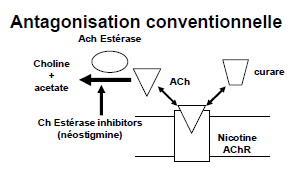 Antagonisation conventionnelle
Ach Estérase
Choline
+
acetate
ACh
curare
Ch Estérase inhibitors
(néostigmine)
Nicotine
AChR